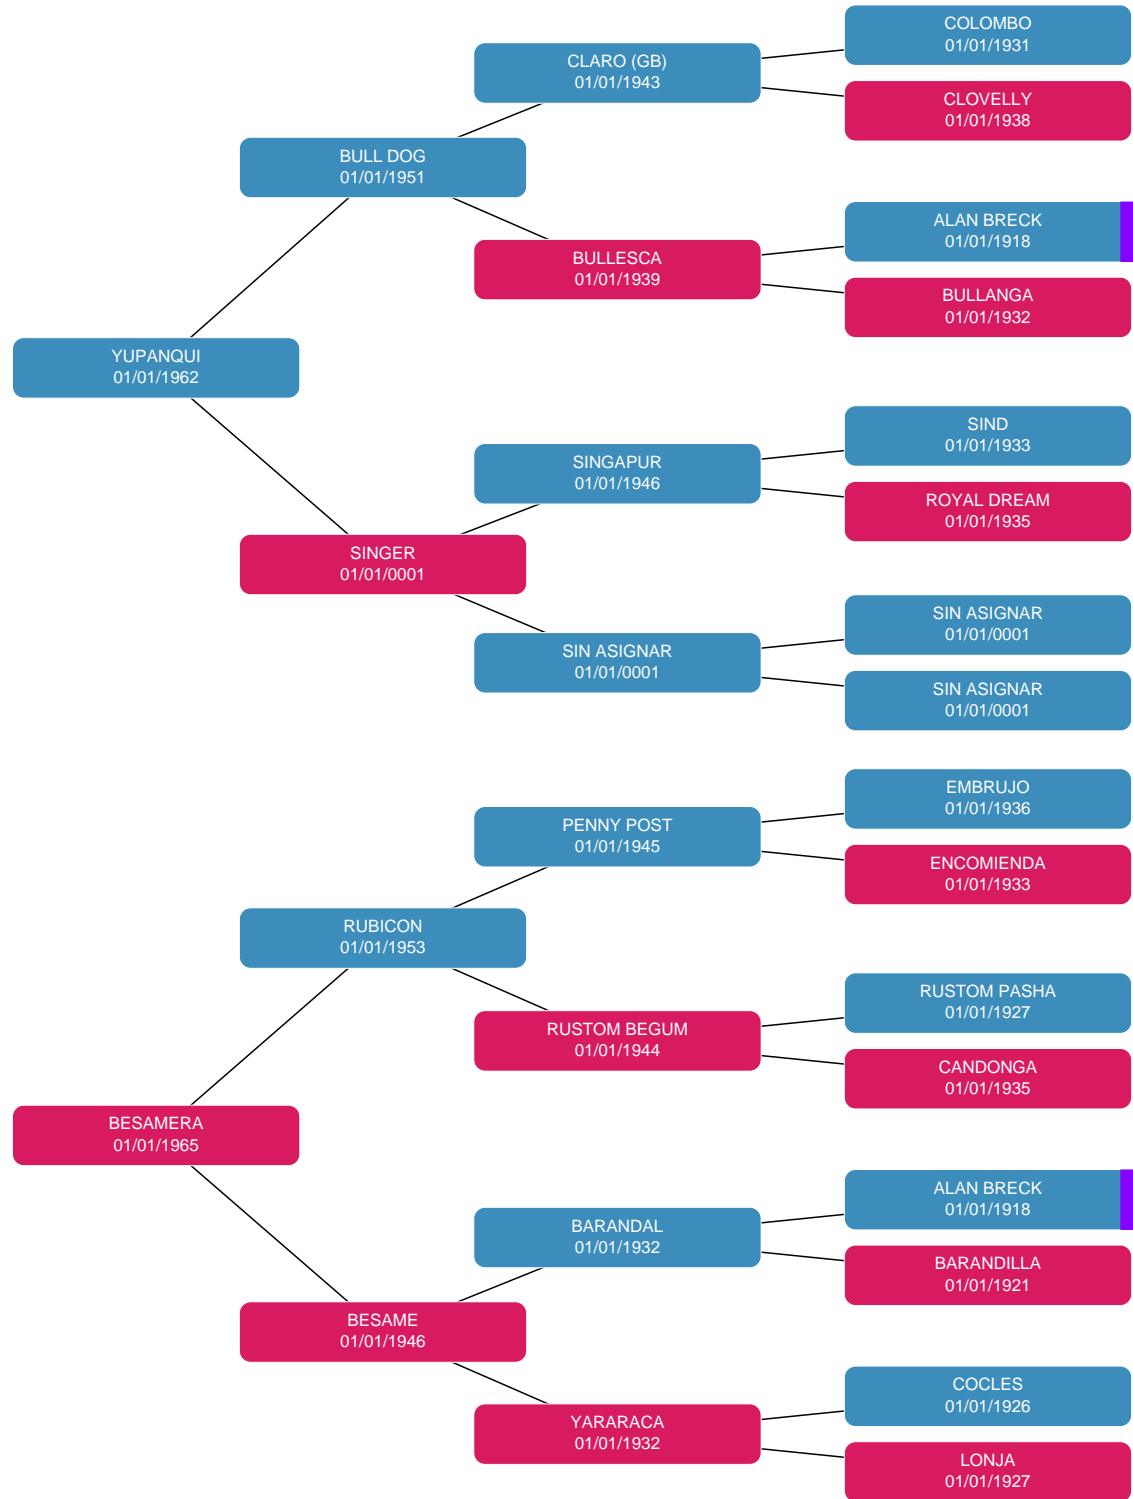 COLOMBO
01/01/1931
CLARO (GB)
01/01/1943
CLOVELLY
01/01/1938
BULL DOG
01/01/1951
ALAN BRECK
01/01/1918
BULLESCA
01/01/1939
BULLANGA
01/01/1932
YUPANQUI
01/01/1962
SIND
01/01/1933
SINGAPUR
01/01/1946
ROYAL DREAM
01/01/1935
SINGER
01/01/0001
SIN ASIGNAR
01/01/0001
SIN ASIGNAR
01/01/0001
SIN ASIGNAR
01/01/0001
EMBRUJO
01/01/1936
PENNY POST
01/01/1945
ENCOMIENDA
01/01/1933
RUBICON
01/01/1953
RUSTOM PASHA
01/01/1927
RUSTOM BEGUM
01/01/1944
CANDONGA
01/01/1935
BESAMERA
01/01/1965
ALAN BRECK
01/01/1918
BARANDAL
01/01/1932
BARANDILLA
01/01/1921
BESAME
01/01/1946
COCLES
01/01/1926
YARARACA
01/01/1932
LONJA
01/01/1927